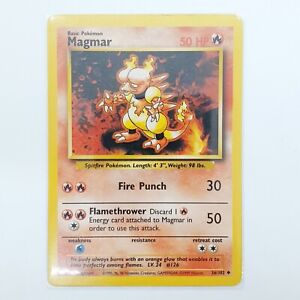 Basic Pokémon
Magmar
50 HP
Spitfire Pokémon. Length: 4' 3", Weight: 98 lbs.
Fire Punch 30
Flamethrower Discard 1
Energy card attached to Magmar in
order to use this attack.
50
weakness
resistance
retreat cost
Its body always burns with an orange glow that enables it to
hide perfectly among flames. LV. 24 #126
36/102